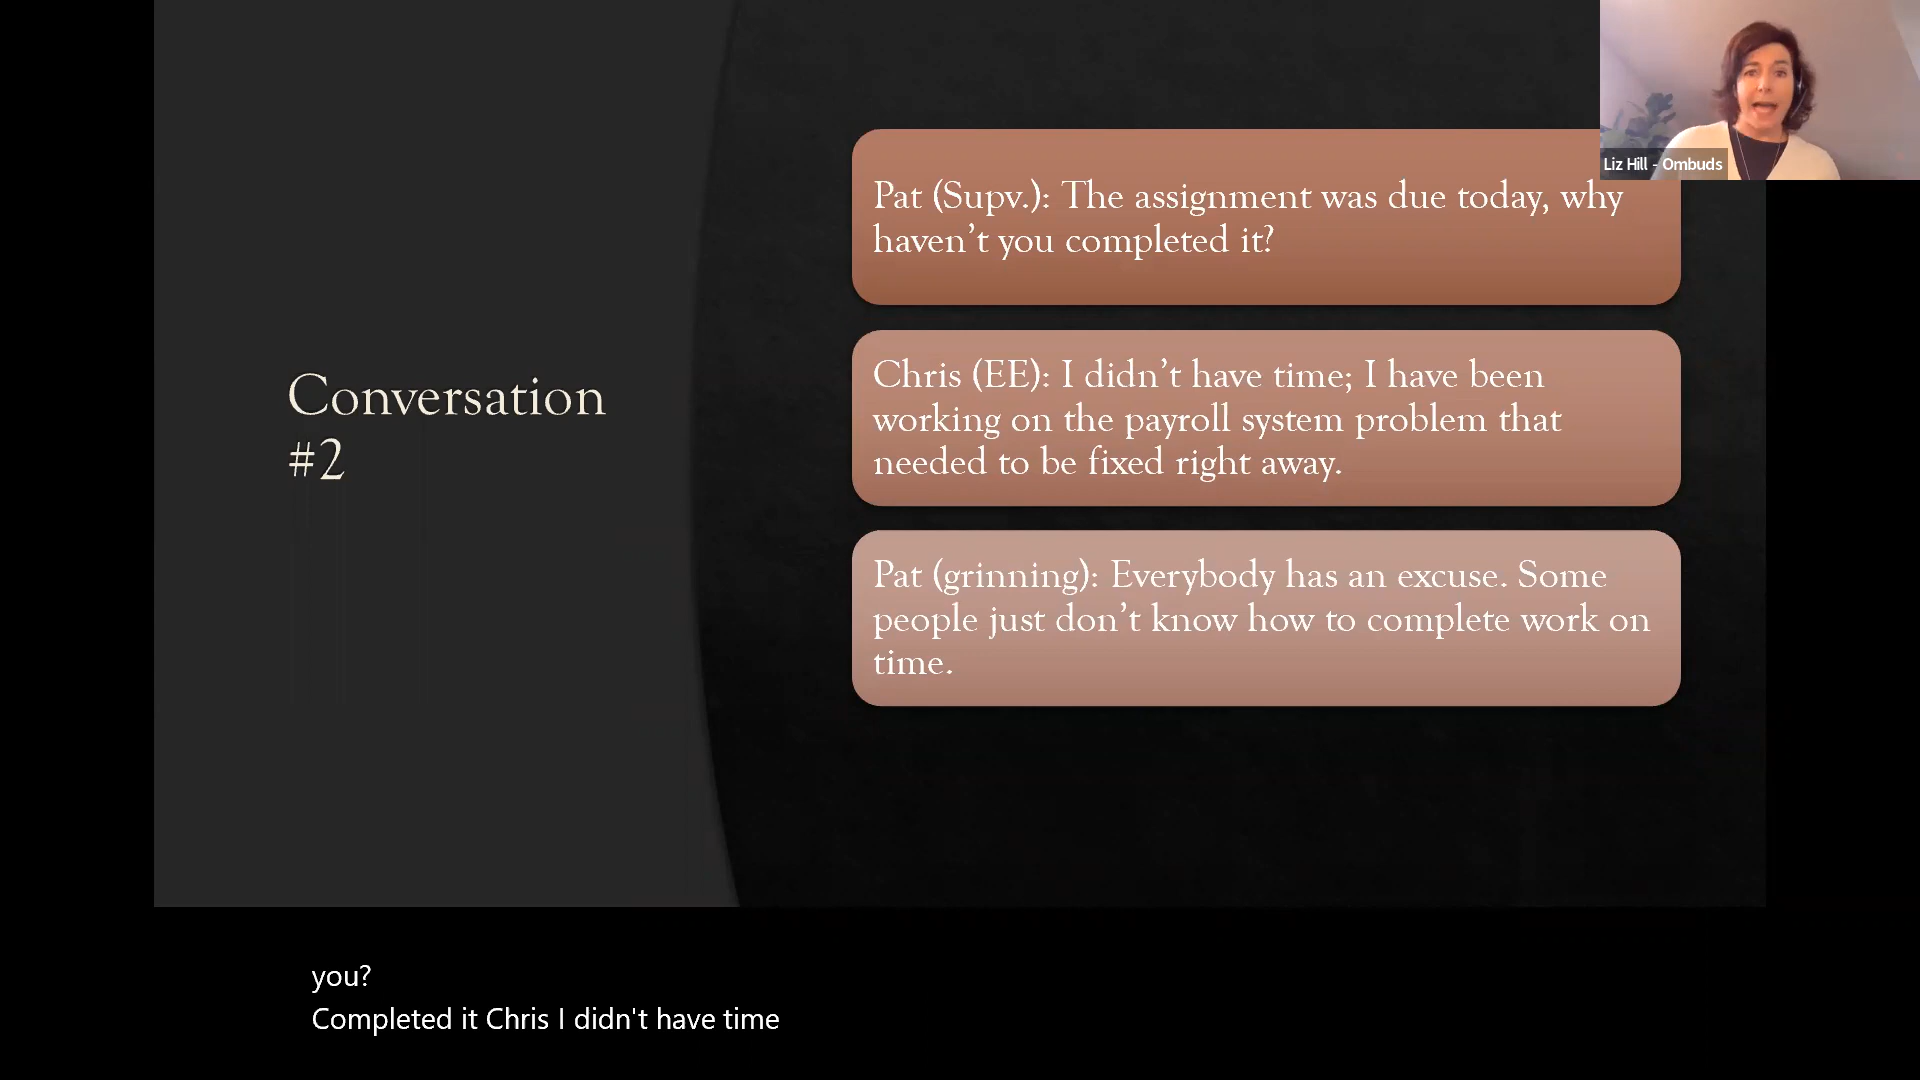 Liz Hill - Ombuds
Pat (Supv.): The assignment was due today, why
haven’t you completed it?
Conversation
#2
Chris (EE): I didn’t have time; I have been
working on the payroll system problem that
needed to be fixed right away.
Pat (grinning): Everybody has an excuse. Some
people just don’t know how to complete work on
time.
you?
Completed it Chris I didn't have time